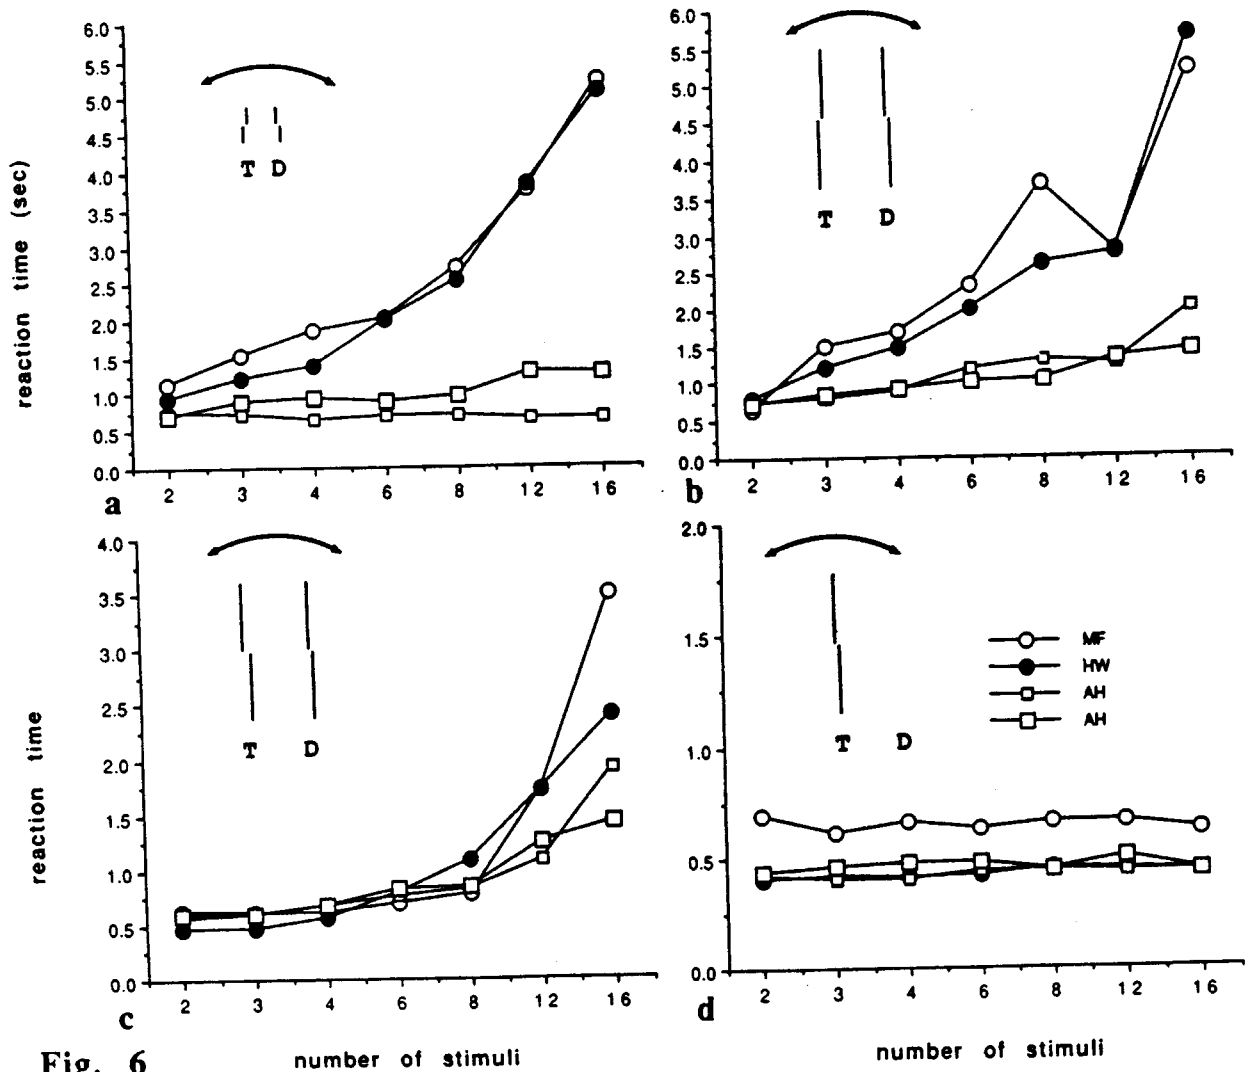 6.0
5.5
5.0
4.5
4.0
3.5
3.0
2.5
2.0
1.5
1.0
0.5
0.0
reaction time (sec)
T D
2 3 4 6 8 12 16
a
6.0
5.5
5.0
4.5
4.0
3.5
3.0
2.5
2.0
1.5
1.0
0.5
0.0
T D
2 3 4 6 8 12 16
b
4.0
3.5
3.0
2.5
2.0
1.5
1.0
0.5
0.0
reaction time
T D
2 3 4 6 8 12 16
c
number of stimuli
2.0
1.5
1.0
0.5
0.0
T D
MF
HW
AH
AH
2 3 4 6 8 12 16
d
number of stimuli
Fig. 6